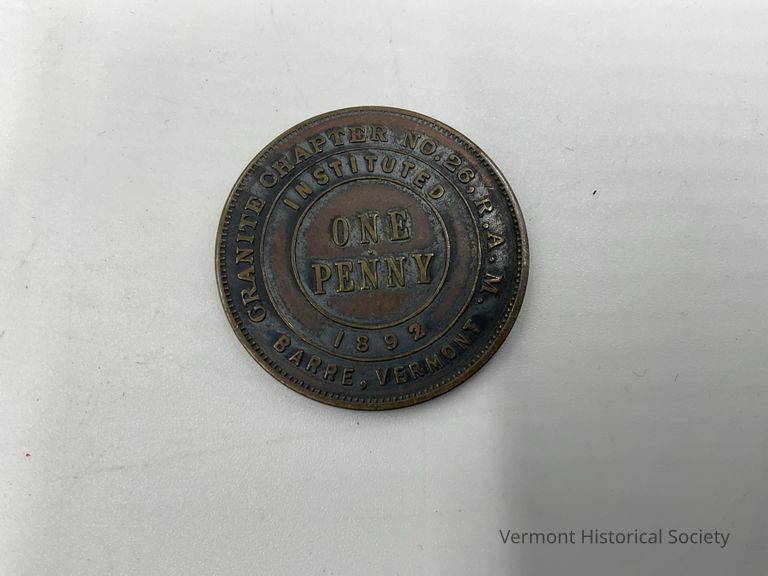 GRANITE CHAPTER NO. 26, R. A. M.
BARRE, VERMONT
INSTITUTED
1892
ONE
PENNY
Vermont Historical Society